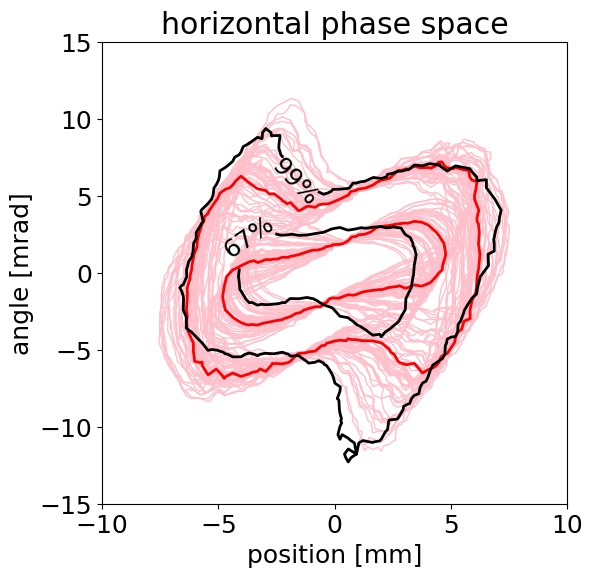 horizontal phase space
15
10
5
0
−5
−10
−15
angle [mrad]
99%
67%
−10 −5 0 5 10
position [mm]